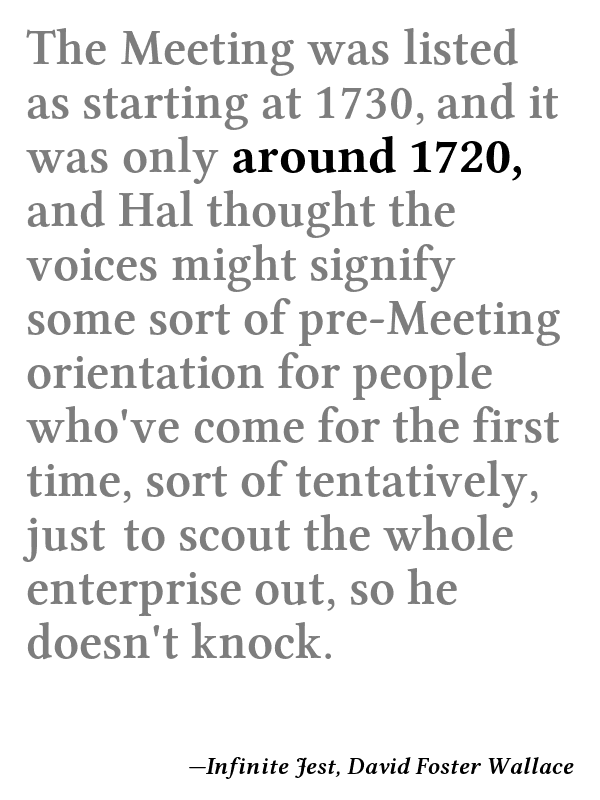 The Meeting was listed
as starting at 1730, and it
was only around 1720,
and Hal thought the
voices might signify
some sort of pre-Meeting
orientation for people
who've come for the first
time, sort of tentatively,
just to scout the whole
enterprise out, so he
doesn't knock.
—Infinite Jest, David Foster Wallace